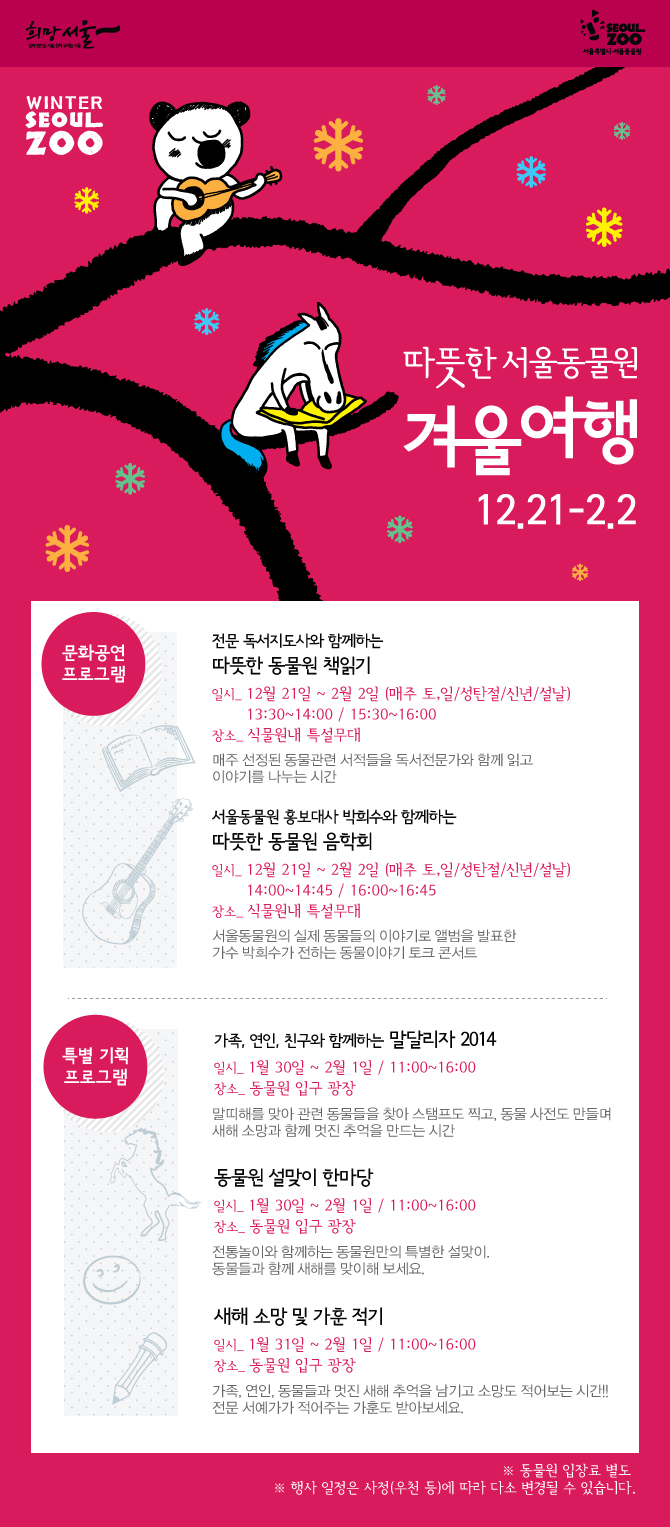 희망서울
SEOUL
ZOO
서울특별시서울동물원
WINTER
SEOUL
ZOO
따뜻한 서울동물원
겨울여행
12.21-2.2
문화공연
프로그램
전문 독서지도사와 함께하는
따뜻한 동물원 책읽기
일시_ 12월 21일 ~ 2월 2일 (매주 토,일/성탄절/신년/설날)
13:30~14:00 / 15:30~16:00
장소_ 식물원내 특설무대
매주 선정된 동물관련 서적들을 독서전문가와 함께 읽고
이야기를 나누는 시간
서울동물원 홍보대사 박희수와 함께하는
따뜻한 동물원 음학회
일시_ 12월 21일 ~ 2월 2일 (매주 토,일/성탄절/신년/설날)
14:00~14:45 / 16:00~16:45
장소_ 식물원내 특설무대
서울동물원의 실제 동물들의 이야기로 앨범을 발표한
가수 박희수가 전하는 동물이야기 토크 콘서트
특별 기획
프로그램
가족, 연인, 친구와 함께하는 말달리자 2014
일시_ 1월 30일 ~ 2월 1일 / 11:00~16:00
장소_ 동물원 입구 광장
말띠해를 맞아 관련 동물들을 찾아 스탬프도 찍고, 동물 사전도 만들며
새해 소망과 함께 멋진 추억을 만드는 시간
동물원 설맞이 한마당
일시_ 1월 30일 ~ 2월 1일 / 11:00~16:00
장소_ 동물원 입구 광장
전통놀이와 함께하는 동물원만의 특별한 설맞이.
동물들과 함께 새해를 맞이해 보세요.
새해 소망 및 가훈 적기
일시_ 1월 31일 ~ 2월 1일 / 11:00~16:00
장소_ 동물원 입구 광장
가족, 연인, 동물들과 멋진 새해 추억을 남기고 소망도 적어보는 시간!!
전문 서예가가 적어주는 가훈도 받아보세요.
※ 동물원 입장료 별도
※ 행사 일정은 사정(우천 등)에 따라 다소 변경될 수 있습니다.